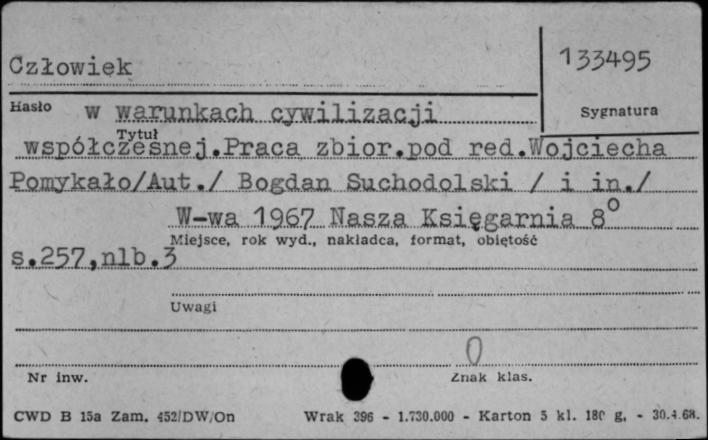 Człowiek
133495
Hasło
Sygnatura
w warunkach cywilizacji
Tytuł
współczesnej.Praca zbior.pod red.Wojciecha
Pomykało/Aut./ Bogdan Suchodolski / i in./
W-wa 1967 Nasza Księgarnia 8°
Miejsce, rok wyd., nakładca, format, objętość
s.257,nlb.3
Uwagi
0
Nr inw.
Znak klas.
CWD B 15a Zam. 452/DW/On Wrak 396 - 1.730.000 - Karton 5 kl. 180 g. - 30.4.68.